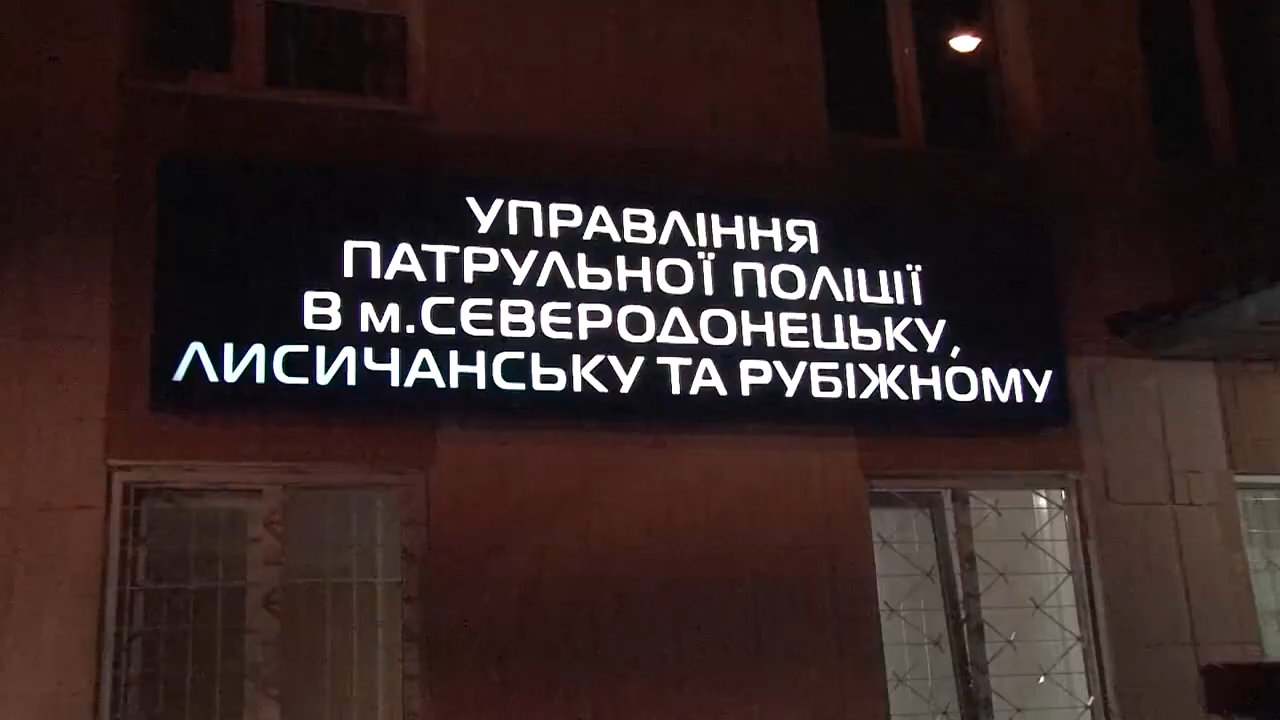 УПРАВЛІННЯ
ПАТРУЛЬНОЇ ПОЛІЦІЇ
В м.СЄВЄРОДОНЕЦЬКУ,
ЛИСИЧАНСЬКУ ТА РУБІЖНОМУ